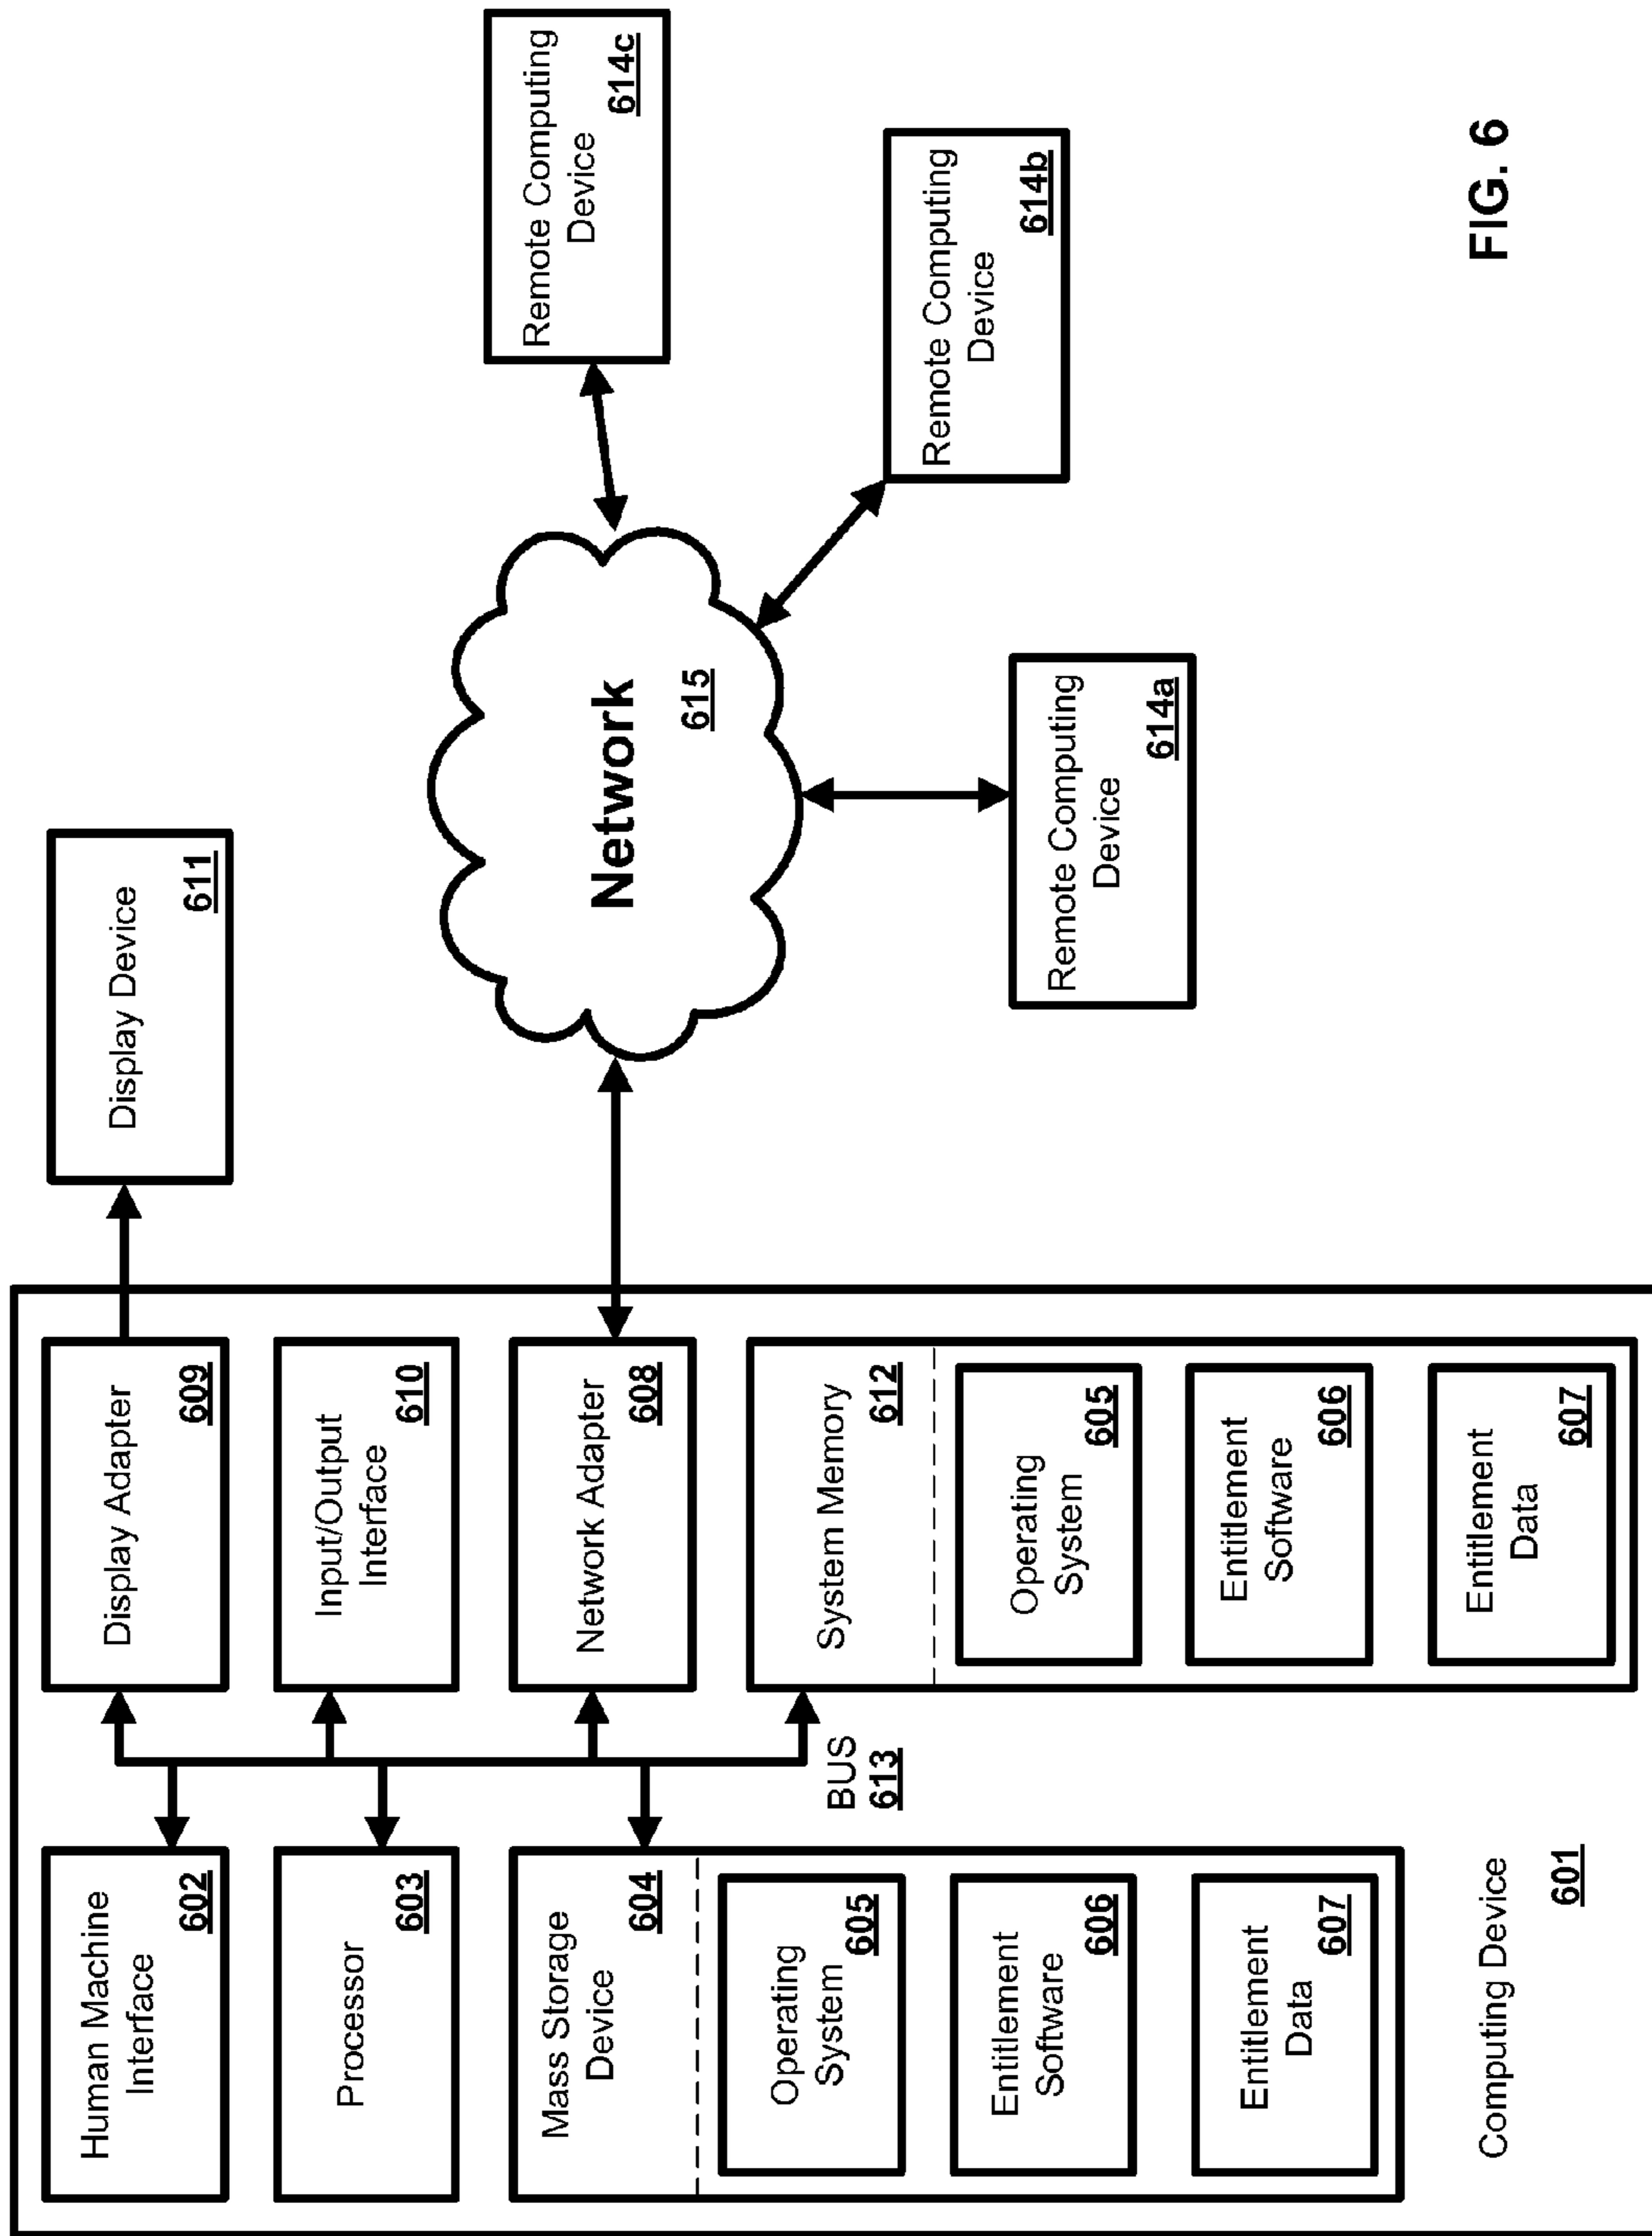 Human Machine
Interface
602
Processor
603
Mass Storage
Device
604
Operating
System
605
Entitlement
Software
606
Entitlement
Data
607
Computing Device
601
BUS
613
Display Adapter
609
Input/Output
Interface
610
Network Adapter
608
System Memory
612
Operating
System
605
Entitlement
Software
606
Entitlement
Data
607
Display Device
611
Network
615
Remote Computing
Device
614a
Remote Computing
Device
614b
Remote Computing
Device
614c
FIG. 6